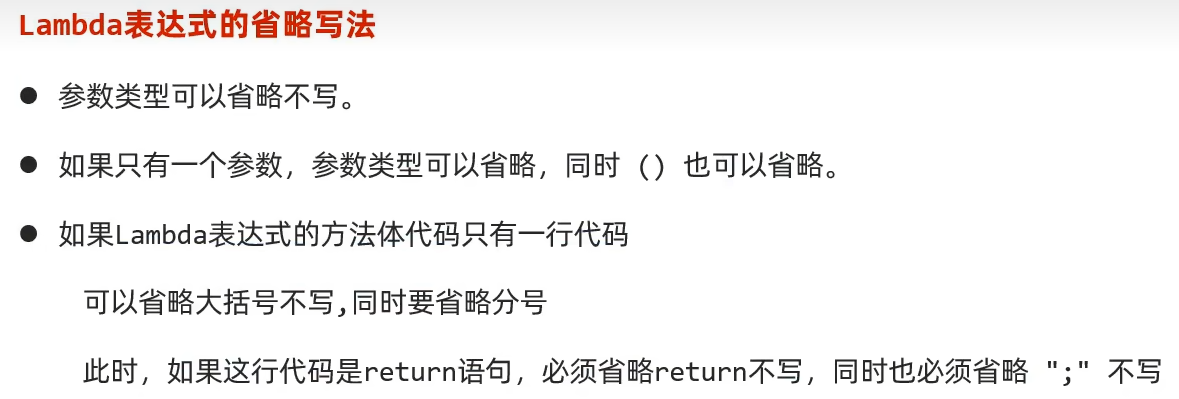 Lambda表达式的省略写法
● 参数类型可以省略不写。
● 如果只有一个参数，参数类型可以省略，同时 () 也可以省略。
● 如果Lambda表达式的方法体代码只有一行代码
可以省略大括号不写,同时要省略分号
此时，如果这行代码是return语句，必须省略return不写，同时也必须省略 ";" 不写